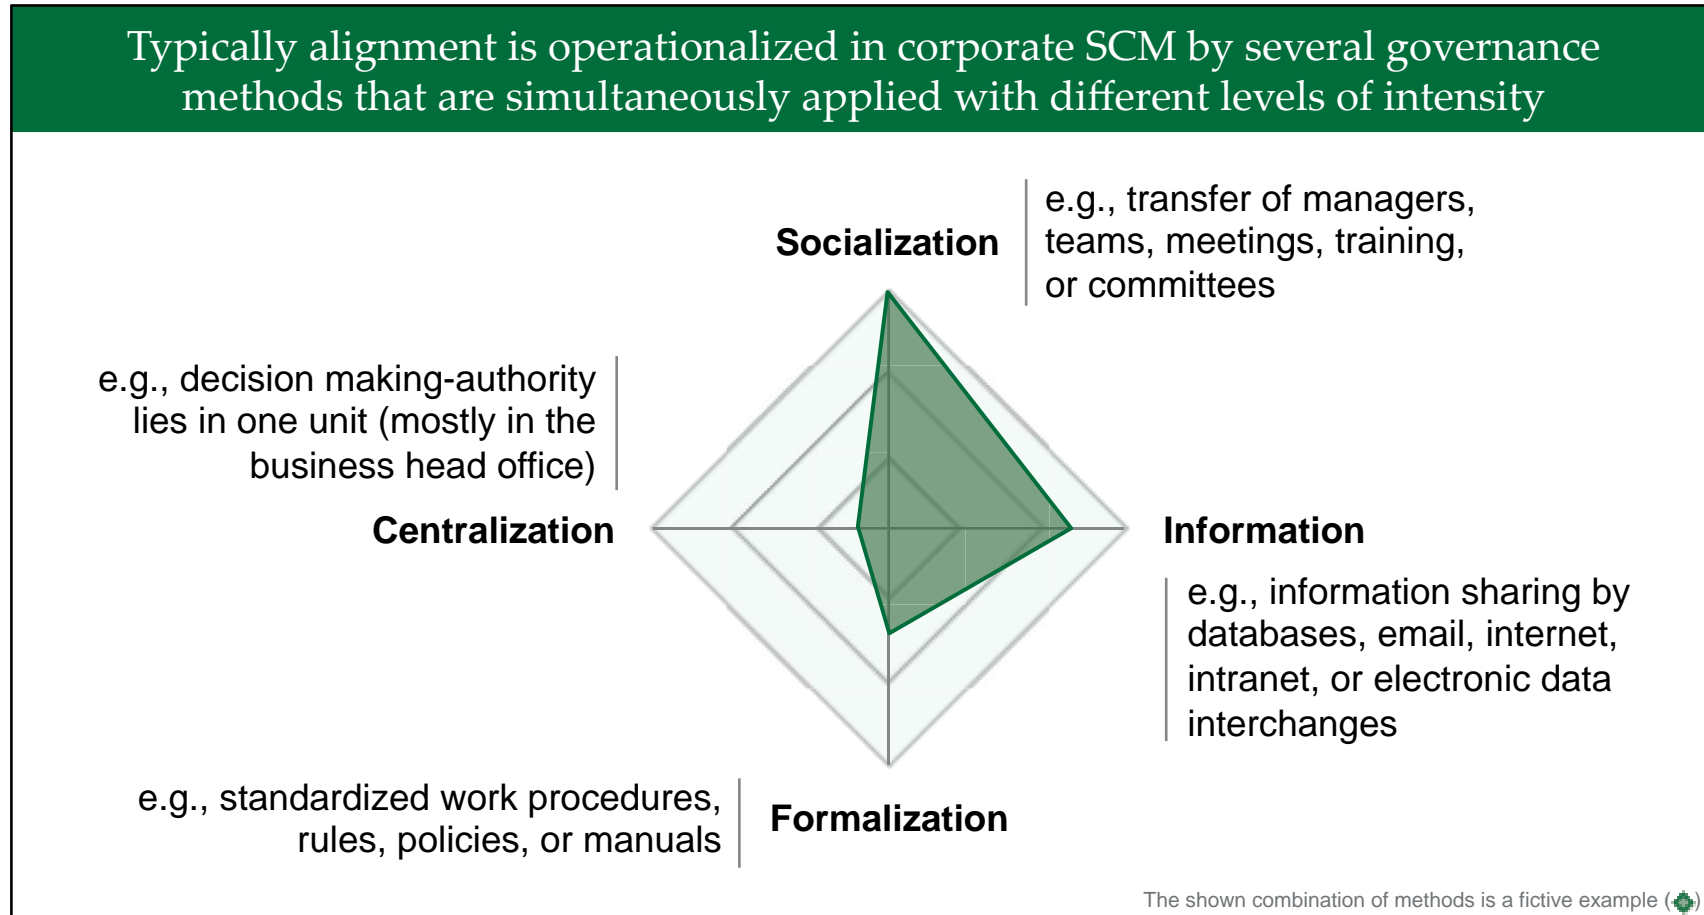 Typically alignment is operationalized in corporate SCM by several governance
methods that are simultaneously applied with different levels of intensity
Socialization
e.g., transfer of managers,
teams, meetings, training,
or committees
e.g., decision making-authority
lies in one unit (mostly in the
business head office)
Centralization
Information
e.g., information sharing by
databases, email, internet,
intranet, or electronic data
interchanges
e.g., standardized work procedures,
rules, policies, or manuals
Formalization
The shown combination of methods is a fictive example ( )